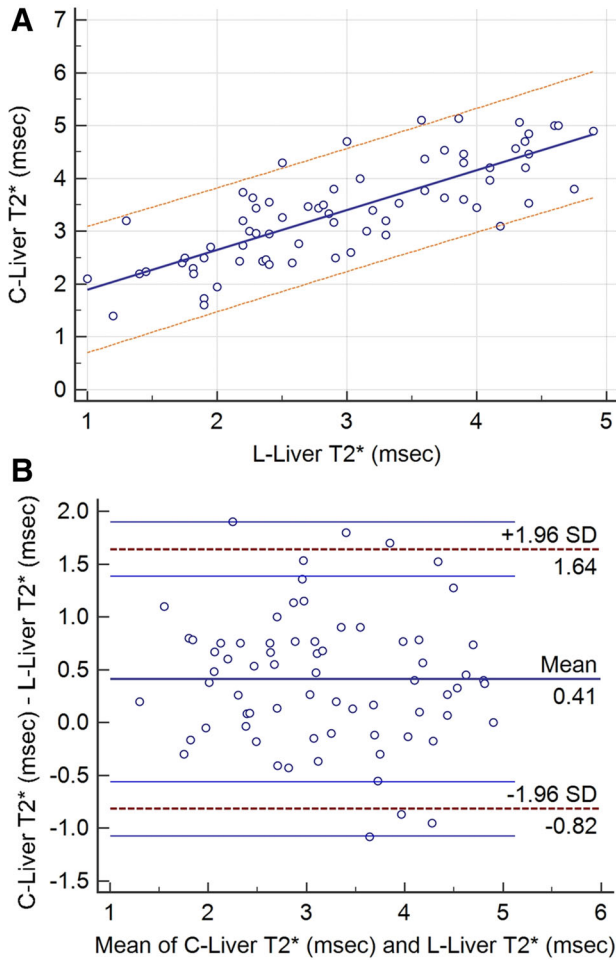 A
7
6
5
4
3
2
1
0
C-Liver T2* (msec)
1 2 3 4 5
L-Liver T2* (msec)
B
2.0
1.5
1.0
0.5
0.0
-0.5
-1.0
-1.5
C-Liver T2* (msec) - L-Liver T2* (msec)
+1.96 SD
1.64
Mean
0.41
-1.96 SD
-0.82
1 2 3 4 5 6
Mean of C-Liver T2* (msec) and L-Liver T2* (msec)